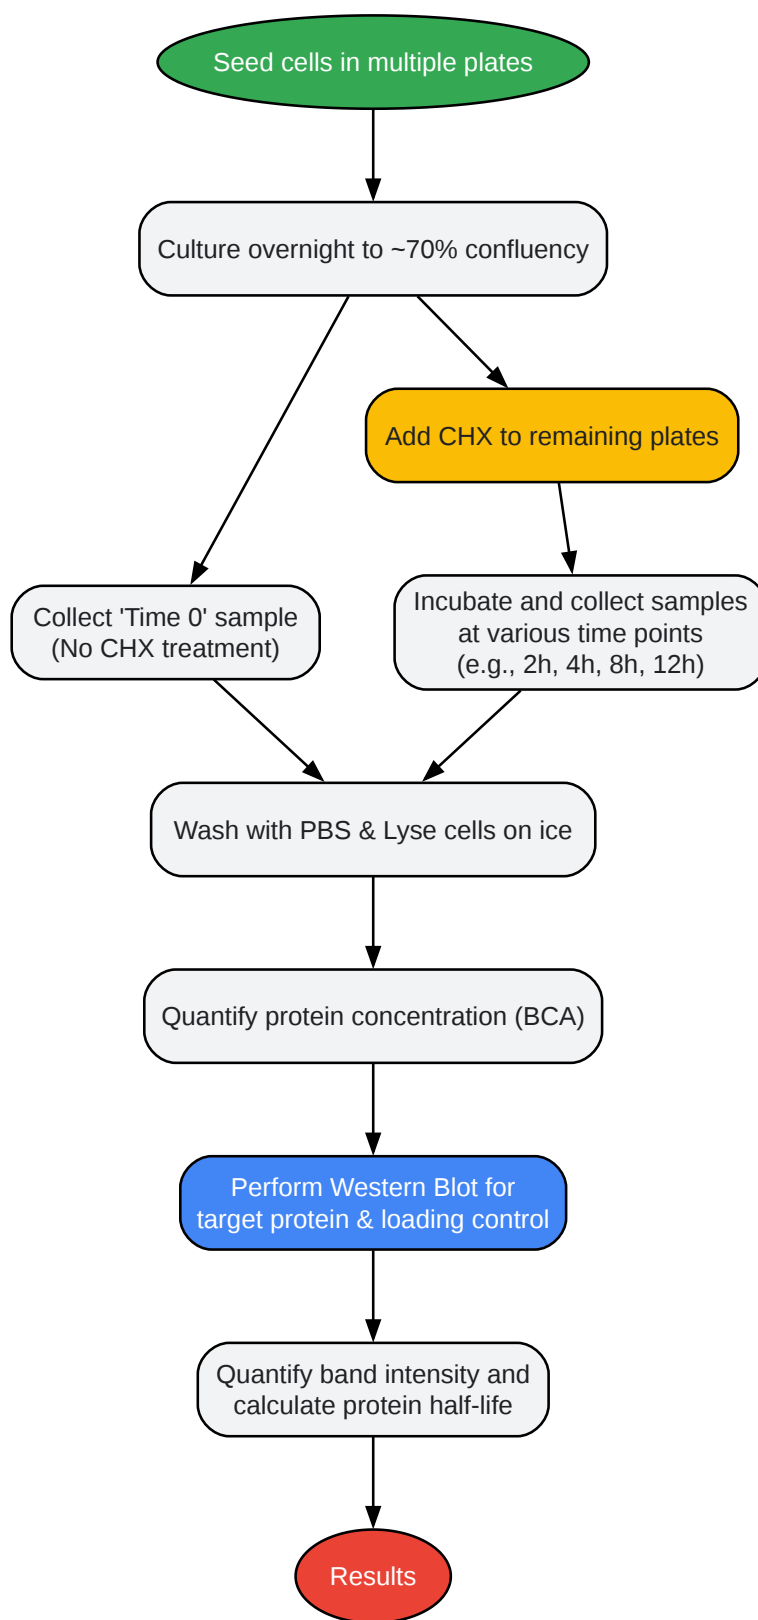 Seed cells in multiple plates
Culture overnight to ~70% confluency
Add CHX to remaining plates
Collect 'Time 0' sample
(No CHX treatment)
Incubate and collect samples
at various time points
(e.g., 2h, 4h, 8h, 12h)
Wash with PBS & Lyse cells on ice
Quantify protein concentration (BCA)
Perform Western Blot for
target protein & loading control
Quantify band intensity and
calculate protein half-life
Results